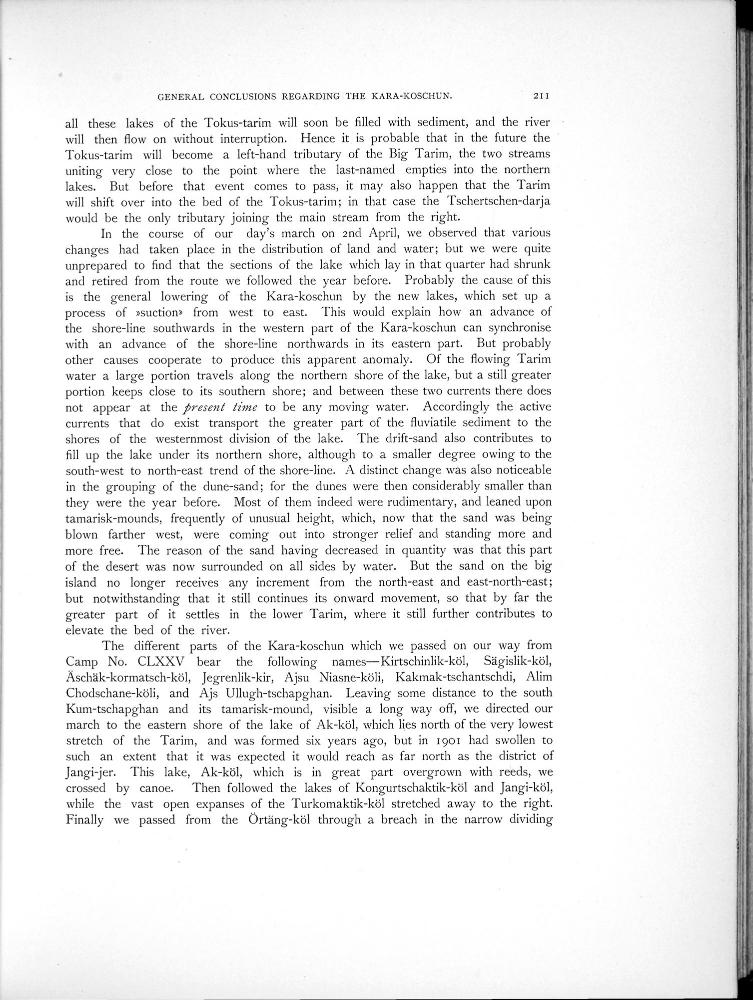 GENERAL CONCLUSIONS REGARDING THE KARA-KOSCHUN. 211
all these lakes of the Tokus-tarim will soon be filled with sediment, and the river
will then flow on without interruption. Hence it is probable that in the future the
Tokus-tarim will become a left-hand tributary of the Big Tarim, the two streams
uniting very close to the point where the last-named empties into the northern
lakes. But before that event comes to pass, it may also happen that the Tarim
will shift over into the bed of the Tokus-tarim; in that case the Tschertschen-darja
would be the only tributary joining the main stream from the right.
In the course of our day's march on 2nd April, we observed that various
changes had taken place in the distribution of land and water; but we were quite
unprepared to find that the sections of the lake which lay in that quarter had shrunk
and retired from the route we followed the year before. Probably the cause of this
is the general lowering of the Kara-koschun by the new lakes, which set up a
process of »suction» from west to east. This would explain how an advance of
the shore-line southwards in the western part of the Kara-koschun can synchronise
with an advance of the shore-line northwards in its eastern part. But probably
other causes cooperate to produce this apparent anomaly. Of the flowing Tarim
water a large portion travels along the northern shore of the lake, but a still greater
portion keeps close to its southern shore; and between these two currents there does
not appear at the present time to be any moving water. Accordingly the active
currents that do exist transport the greater part of the fluviatile sediment to the
shores of the westernmost division of the lake. The drift-sand also contributes to
fill up the lake under its northern shore, although to a smaller degree owing to the
south-west to north-east trend of the shore-line. A distinct change was also noticeable
in the grouping of the dune-sand; for the dunes were then considerably smaller than
they were the year before. Most of them indeed were rudimentary, and leaned upon
tamarisk-mounds, frequently of unusual height, which, now that the sand was being
blown farther west, were coming out into stronger relief and standing more and
more free. The reason of the sand having decreased in quantity was that this part
of the desert was now surrounded on all sides by water. But the sand on the big
island no longer receives any increment from the north-east and east-north-east;
but notwithstanding that it still continues its onward movement, so that by far the
greater part of it settles in the lower Tarim, where it still further contributes to
elevate the bed of the river.
The different parts of the Kara-koschun which we passed on our way from
Camp No. CLXXV bear the following names—Kirtschinlik-köl, Sägislik-köl,
Äschäk-kormatsch-köl, Jegrenlik-kir, Ajsu Niasne-köli, Kakmak-tschantschdi, Alim
Chodschane-köli, and Ajs Ullugh-tschapghan. Leaving some distance to the south
Kum-tschapghan and its tamarisk-mound, visible a long way off, we directed our
march to the eastern shore of the lake of Ak-köl, which lies north of the very lowest
stretch of the Tarim, and was formed six years ago, but in 1901 had swollen to
such an extent that it was expected it would reach as far north as the district of
Jangi-jer. This lake, Ak-köl, which is in great part overgrown with reeds, we
crossed by canoe. Then followed the lakes of Kongurtschaktik-köl and Jangi-köl,
while the vast open expanses of the Turkomaktik-köl stretched away to the right.
Finally we passed from the Örtäng-köl through a breach in the narrow dividing